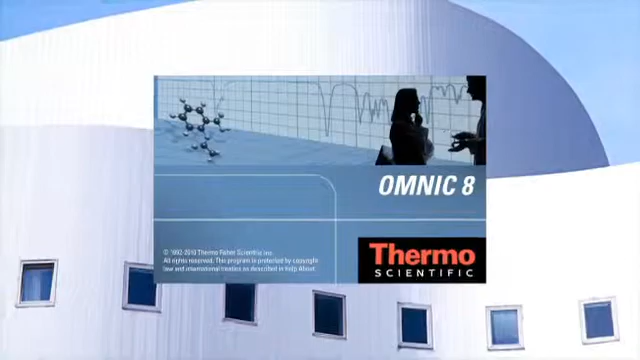 OMNIC 8
© 1992-2010 Thermo Fisher Scientific Inc.
All rights reserved. This program is protected by copyright
law and international treaties as described in Help About.
Thermo
SCIENTIFIC